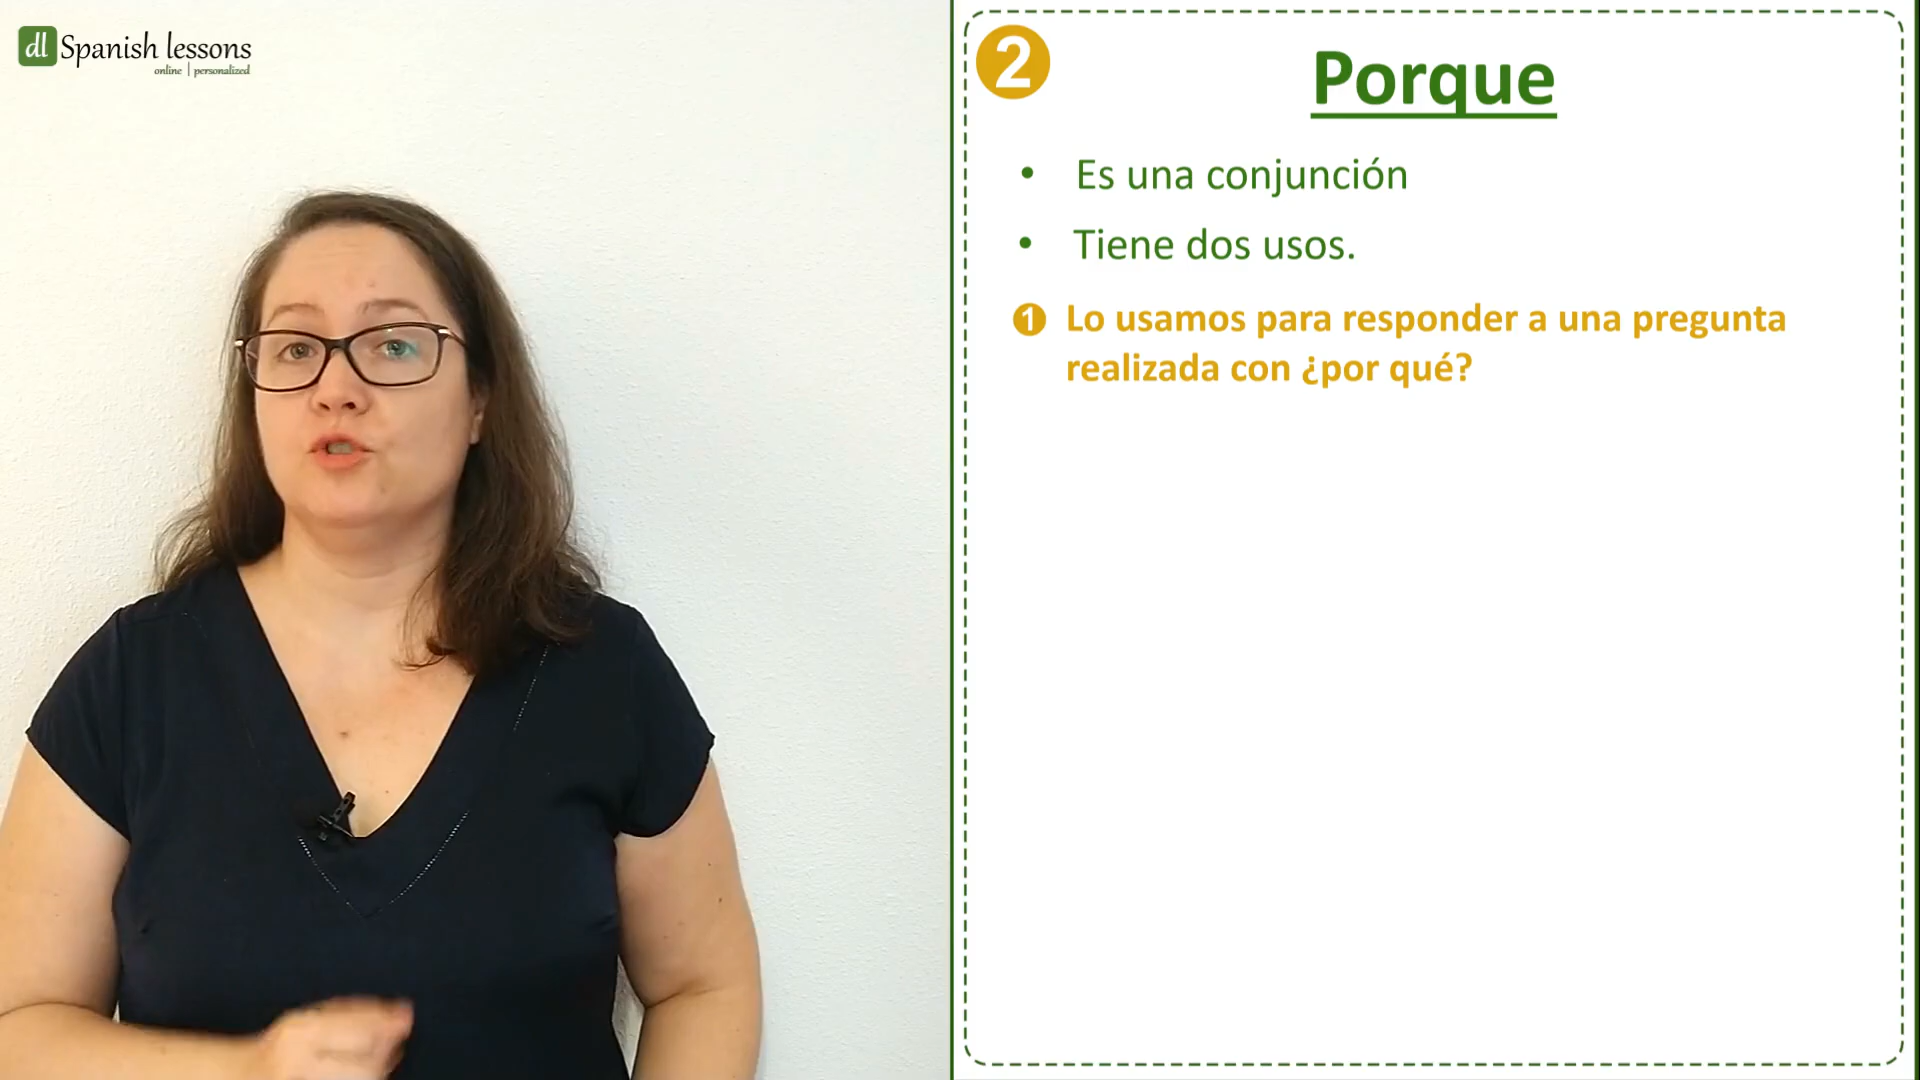 dl Spanish lessons
online | personalized
2
Porque
• Es una conjunción
• Tiene dos usos.
1 Lo usamos para responder a una pregunta
realizada con ¿por qué?